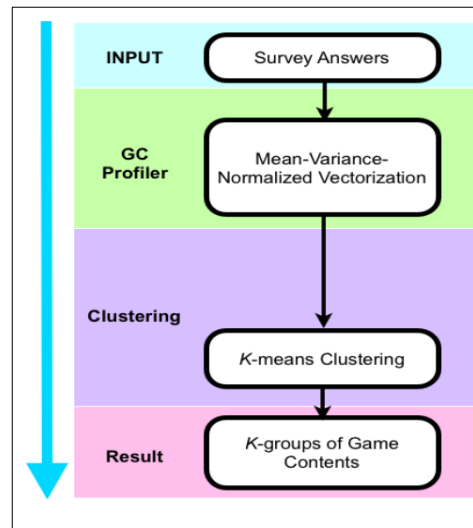 INPUT
Survey Answers
GC
Profiler
Mean-Variance-
Normalized Vectorization
Clustering
K-means Clustering
Result
K-groups of Game
Contents